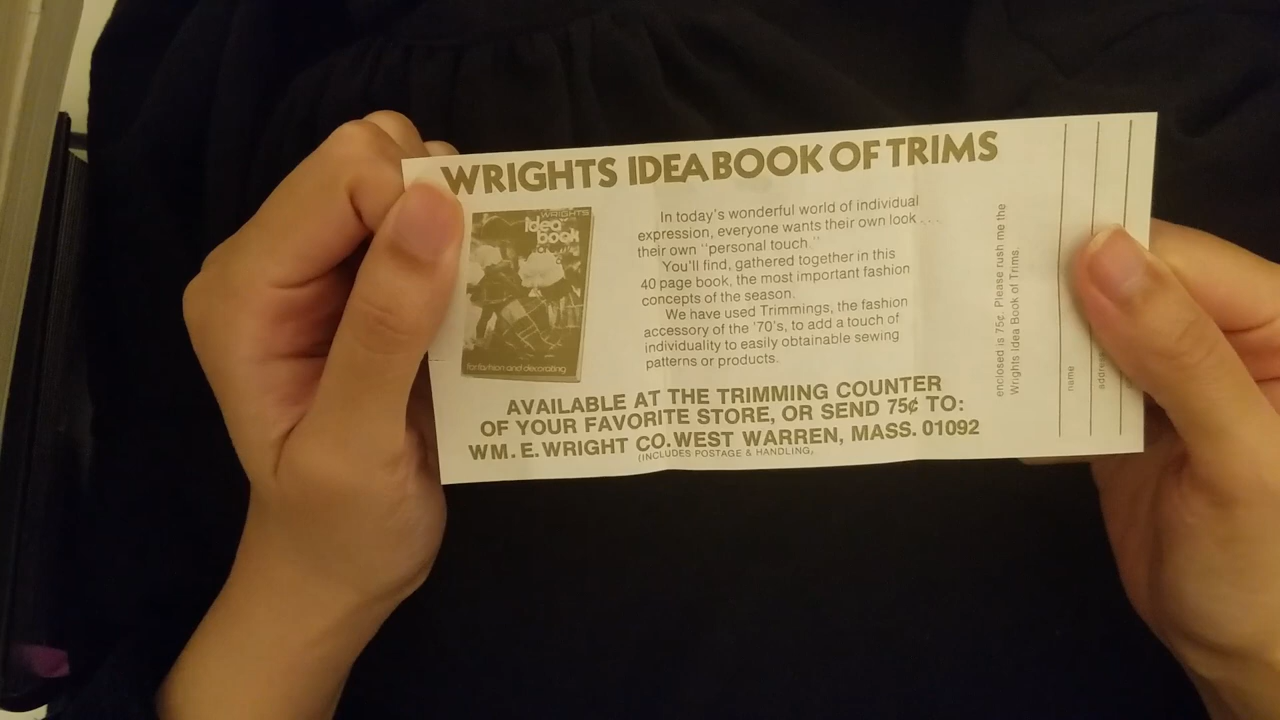 WRIGHTS IDEA BOOK OF TRIMS
WRIGHTS
Idea
book
for fashion and decorating
In today's wonderful world of individual
expression, everyone wants their own look . . .
their own "personal touch."
You'll find, gathered together in this
40 page book, the most important fashion
concepts of the season.
We have used Trimmings, the fashion
accessory of the '70's, to add a touch of
individuality to easily obtainable sewing
patterns or products.
AVAILABLE AT THE TRIMMING COUNTER
OF YOUR FAVORITE STORE, OR SEND 75¢ TO:
WM. E. WRIGHT CO. WEST WARREN, MASS. 01092
(INCLUDES POSTAGE & HANDLING,
enclosed is 75¢. Please rush me the
Wrights Idea Book of Trims.
name